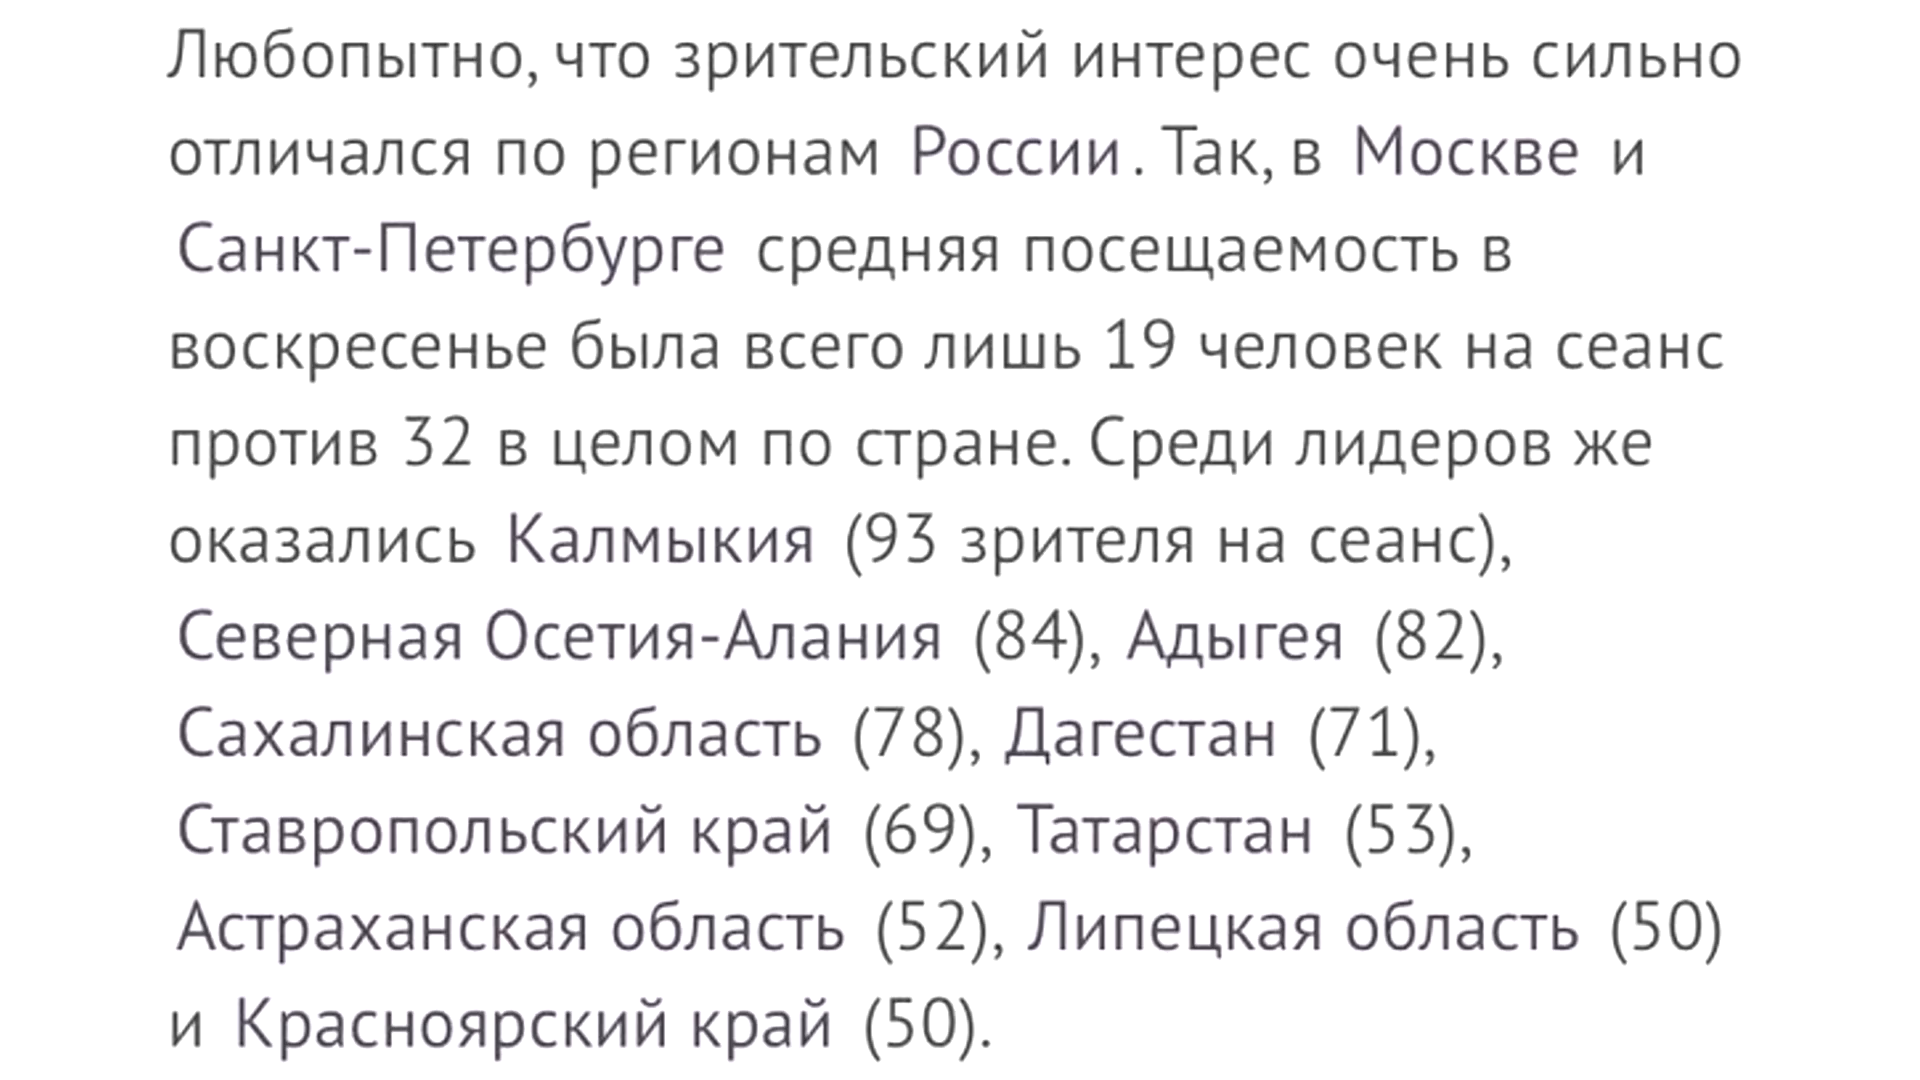 Любопытно, что зрительский интерес очень сильно
отличался по регионам России. Так, в Москве и
Санкт-Петербурге средняя посещаемость в
воскресенье была всего лишь 19 человек на сеанс
против 32 в целом по стране. Среди лидеров же
оказались Калмыкия (93 зрителя на сеанс),
Северная Осетия-Алания (84), Адыгея (82),
Сахалинская область (78), Дагестан (71),
Ставропольский край (69), Татарстан (53),
Астраханская область (52), Липецкая область (50)
и Красноярский край (50).